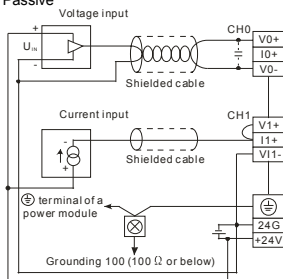 Passive
Voltage input
+
UIN
-
Shielded cable
CH0
V0+
I0+
V0-
Current input
-
+
Shielded cable
CH1
V1+
I1+
VI1-
terminal of a
power module
24G
+24V
Grounding 100 (100 Ω or below)